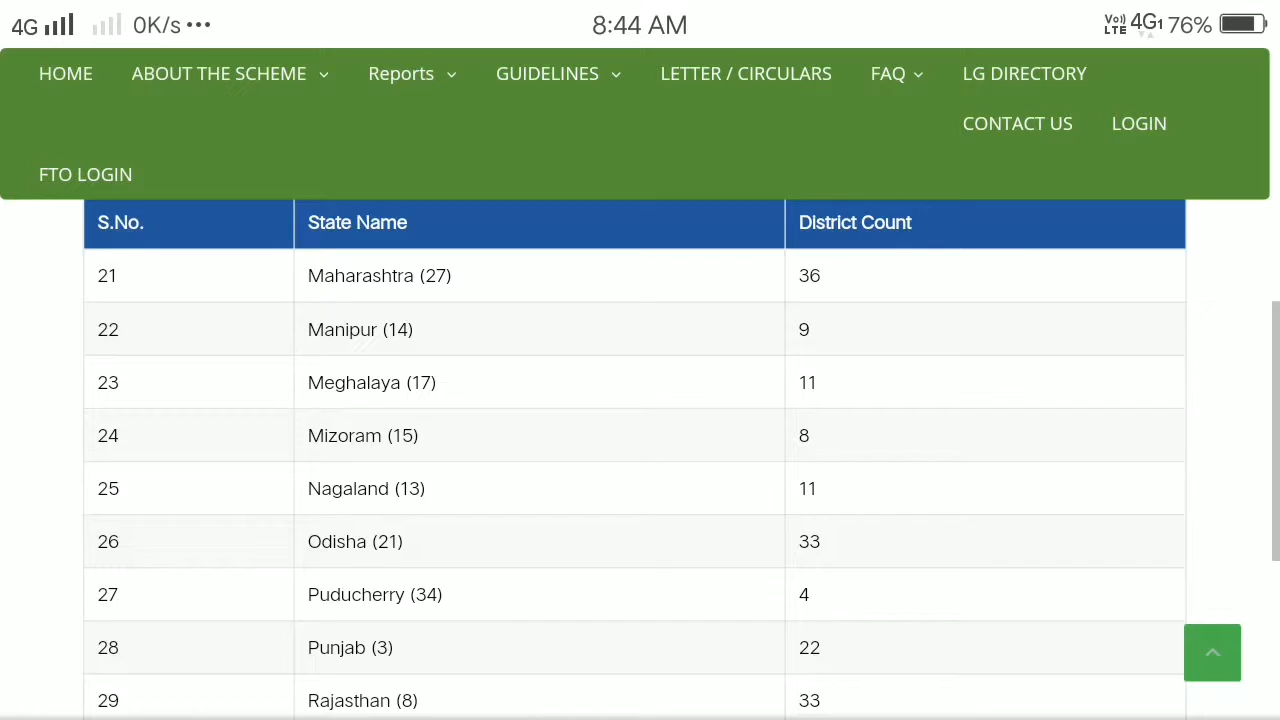 4G 0K/s ••• 8:44 AM Vo)) LTE 4G1 76%
HOME ABOUT THE SCHEME Reports GUIDELINES LETTER / CIRCULARS FAQ LG DIRECTORY
CONTACT US LOGIN
FTO LOGIN
S.No. State Name District Count
21 Maharashtra (27) 36
22 Manipur (14) 9
23 Meghalaya (17) 11
24 Mizoram (15) 8
25 Nagaland (13) 11
26 Odisha (21) 33
27 Puducherry (34) 4
28 Punjab (3) 22
29 Rajasthan (8) 33